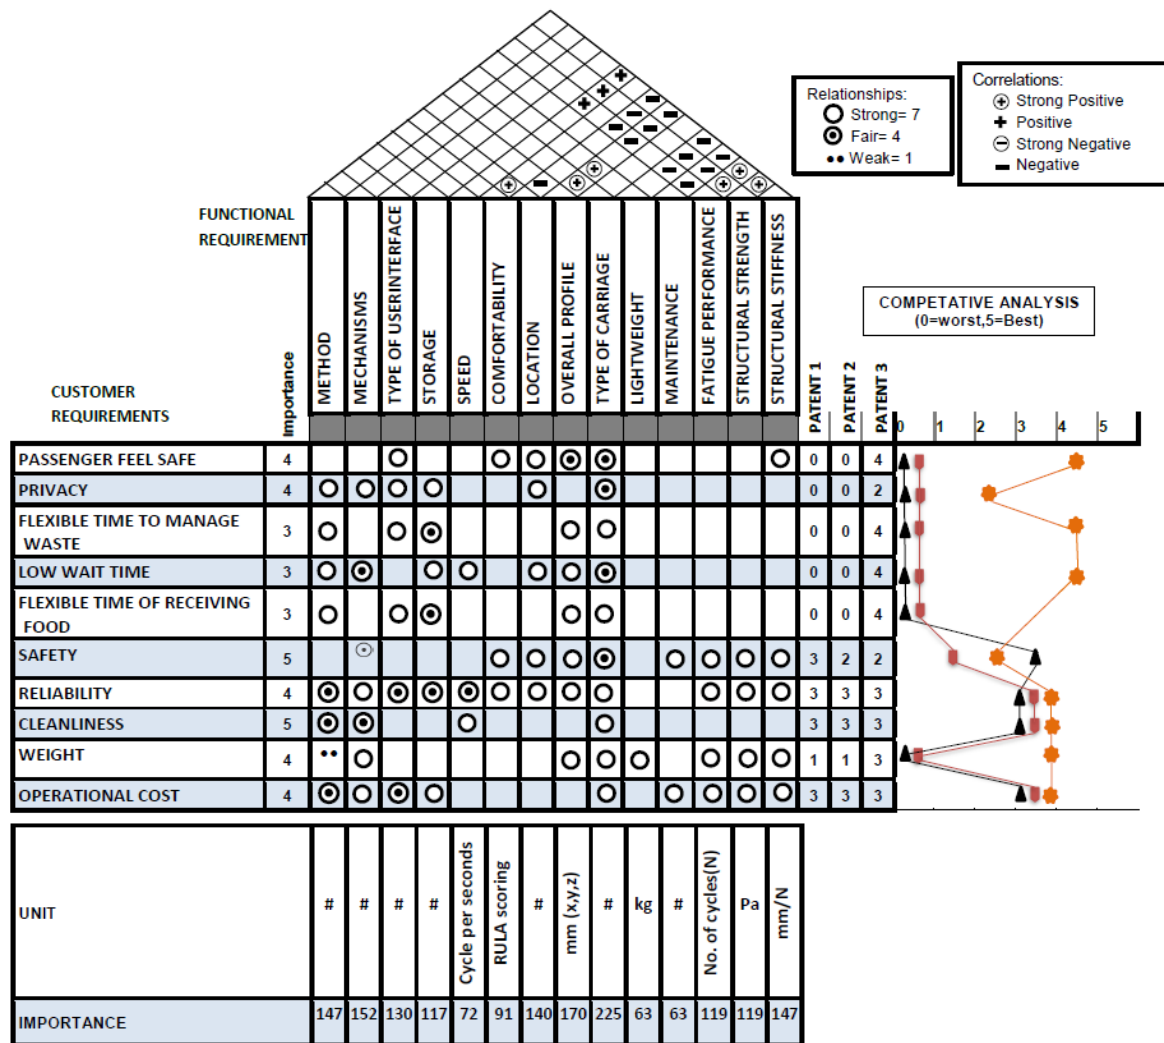 Relationships:
Strong= 7
Fair= 4
Weak= 1
Correlations:
Strong Positive
Positive
Strong Negative
Negative
FUNCTIONAL
REQUIREMENT
METHOD
MECHANISMS
TYPE OF USERINTERFACE
STORAGE
SPEED
COMFORTABILITY
LOCATION
OVERALL PROFILE
TYPE OF CARRIAGE
LIGHTWEIGHT
MAINTENANCE
FATIGUE PERFORMANCE
STRUCTURAL STRENGTH
STRUCTURAL STIFFNESS
COMPETATIVE ANALYSIS
(0=worst,5=Best)
CUSTOMER
REQUIREMENTS
Importance
PATENT 1
PATENT 2
PATENT 3
0 1 2 3 4 5
PASSENGER FEEL SAFE 4 0 0 4
PRIVACY 4 0 0 2
FLEXIBLE TIME TO MANAGE
WASTE 3 0 0 4
LOW WAIT TIME 3 0 0 4
FLEXIBLE TIME OF RECEIVING
FOOD 3 0 0 4
SAFETY 5 3 2 2
RELIABILITY 4 3 3 3
CLEANLINESS 5 3 3 3
WEIGHT 4 1 1 3
OPERATIONAL COST 4 3 3 3
UNIT # # # # Cycle per seconds RULA scoring # mm (x,y,z) # kg # No. of cycles(N) Pa mm/N
IMPORTANCE 147 152 130 117 72 91 140 170 225 63 63 119 119 147